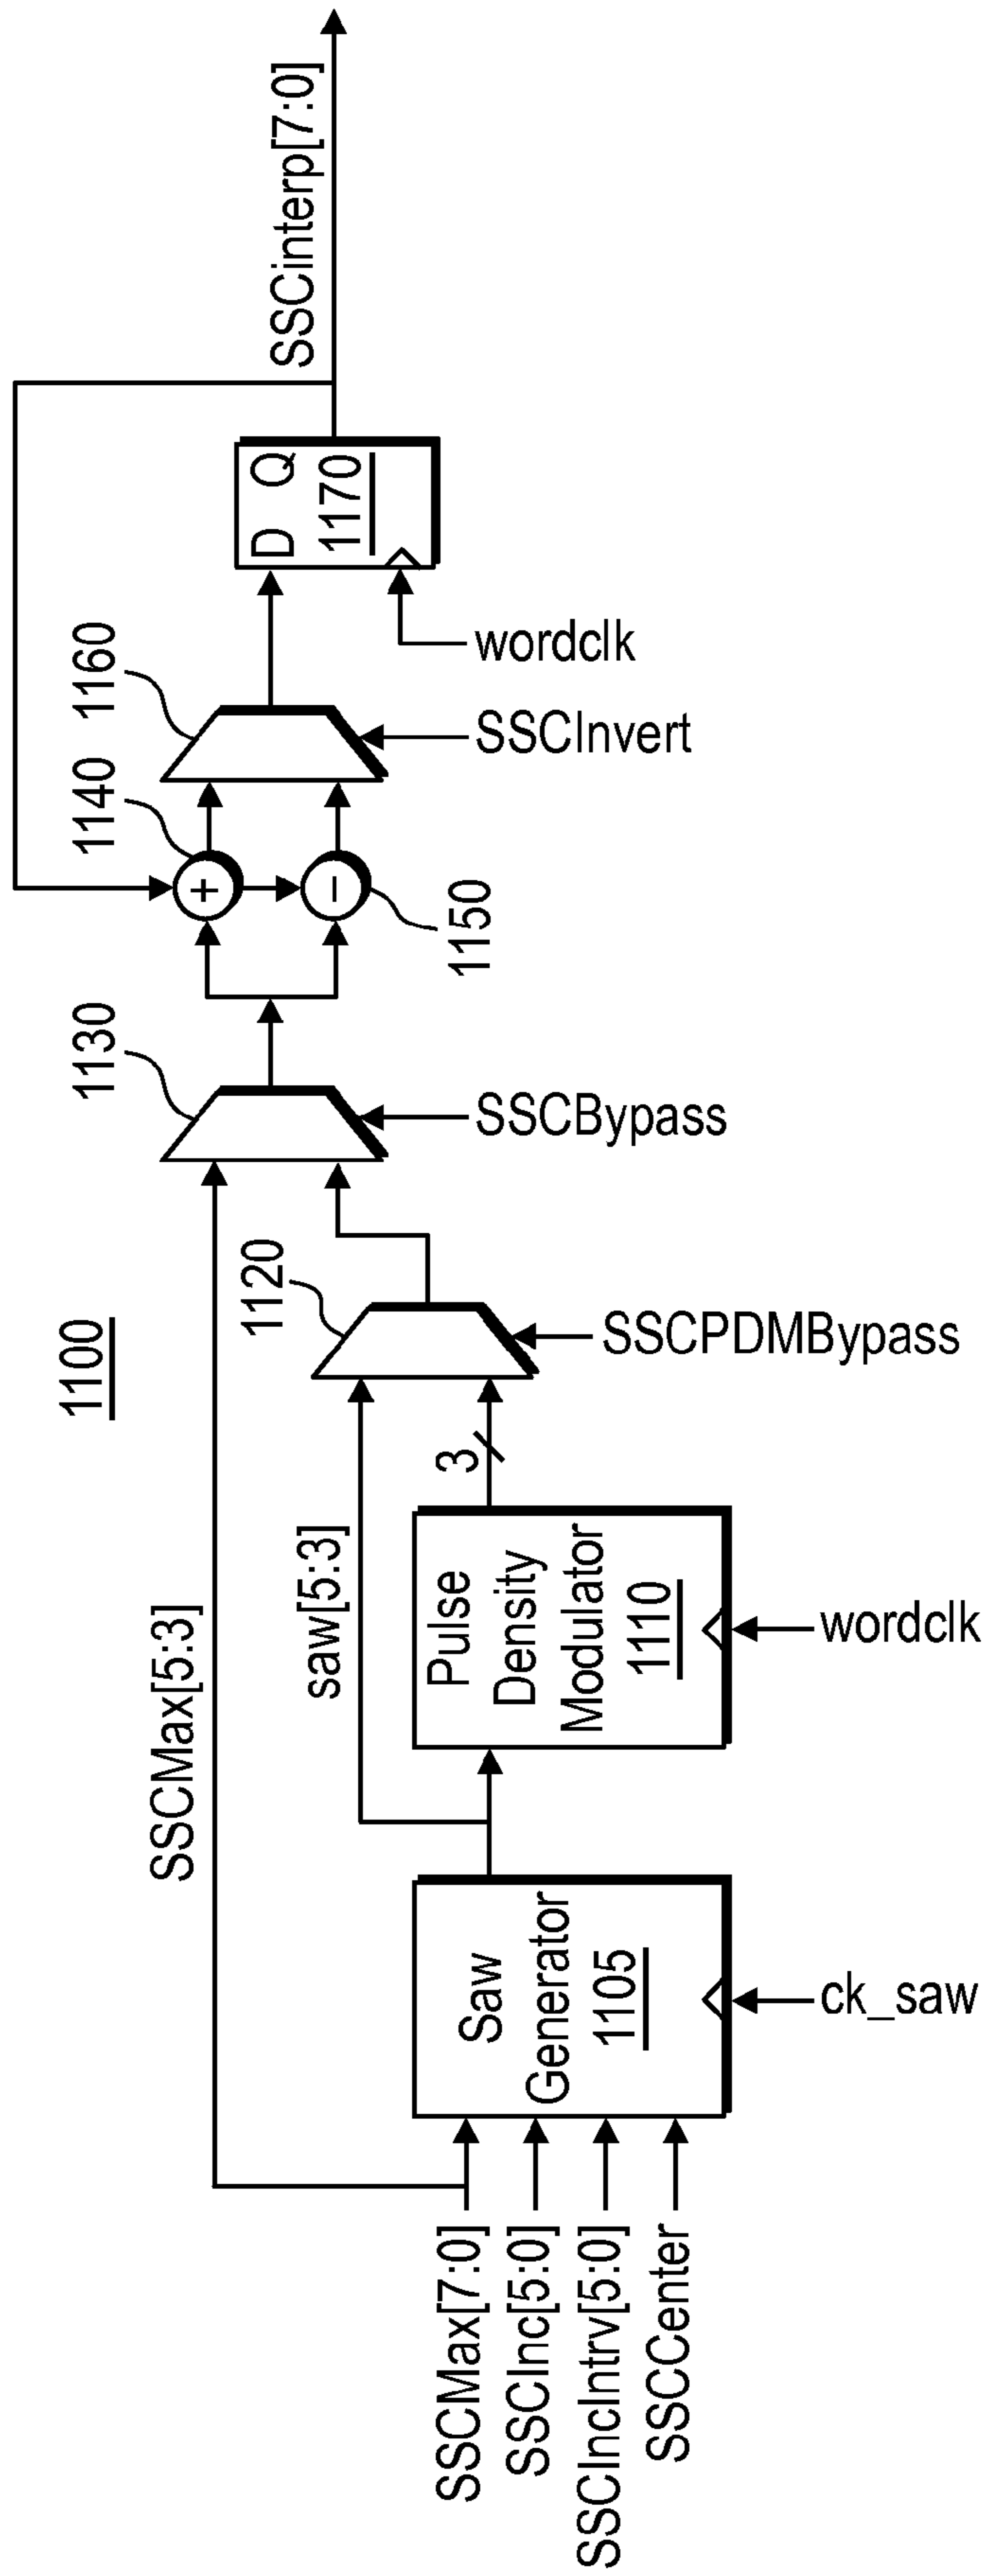 1100
SSCMax[7:0]
SSCInc[5:0]
SSCIncIntrv[5:0]
SSCCenter
Saw
Generator
1105
ck_saw
SSCMax[5:3]
saw[5:3]
Pulse
Density
Modulator
1110
wordclk
3
1120
SSCPDMBypass
1130
SSCBypass
1140
+
−
1150
1160
SSCInvert
D Q
1170
wordclk
SSCinterp[7:0]